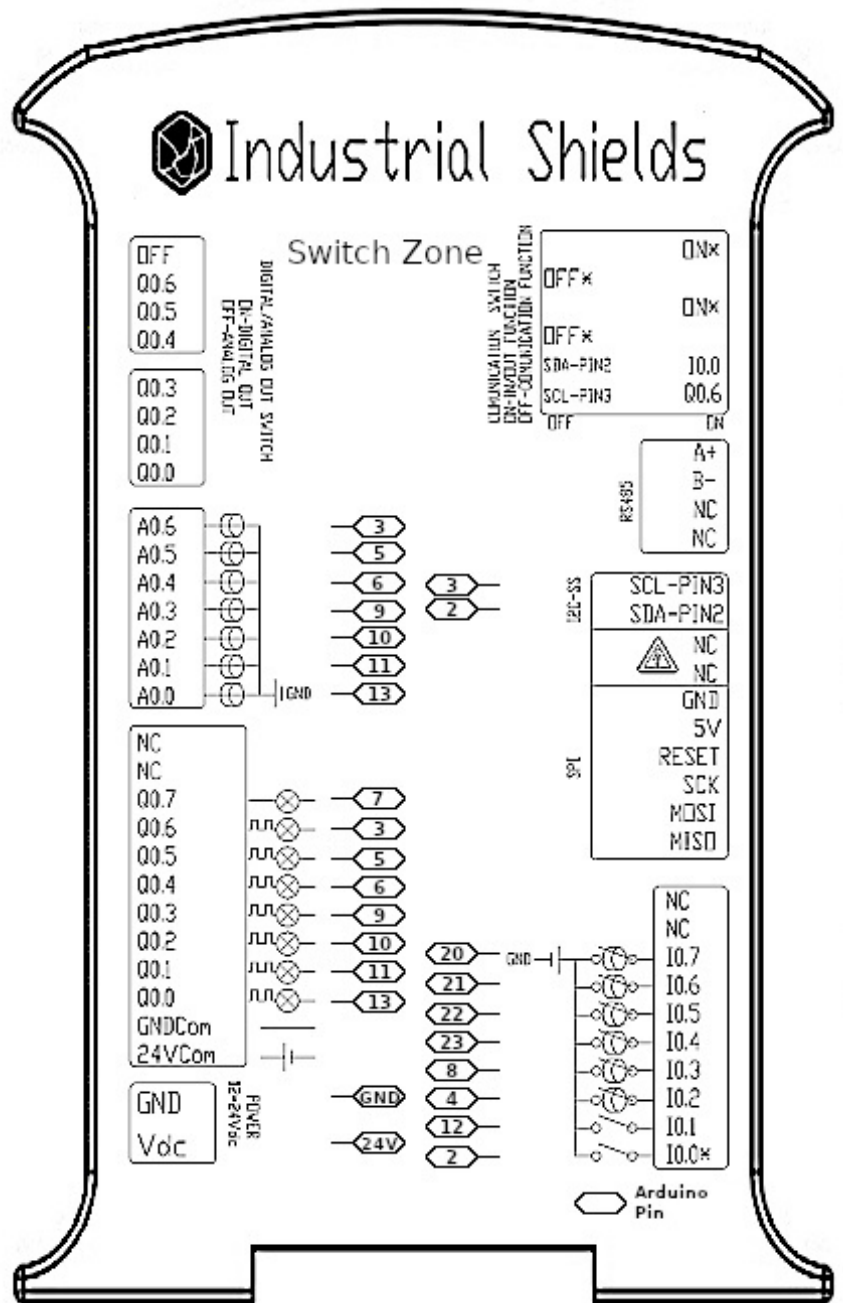 Industrial Shields
Switch Zone
OFF
Q0.6
Q0.5
Q0.4
Q0.3
Q0.2
Q0.1
Q0.0
DIGITAL/ANALOG OUT SWITCH
ON-DIGITAL OUT
OFF-ANALOG OUT
COMUNICATION SWITCH
ON-IN/OUT FUNCTION
OFF-COMUNICATION FUNCTION
ON*
OFF*
ON*
OFF*
SDA-PIN2 I0.0
SCL-PIN3 Q0.6
OFF ON
RS485
A+
B-
NC
NC
A0.6 3
A0.5 5
A0.4 6
A0.3 9
A0.2 10
A0.1 11
A0.0 GND 13
I2C-SS
3 SCL-PIN3
2 SDA-PIN2
NC
NC
SPI
GND
5V
RESET
SCK
MOSI
MISO
NC
NC
Q0.7 7
Q0.6 3
Q0.5 5
Q0.4 6
Q0.3 9
Q0.2 10
Q0.1 11
Q0.0 13
GNDCom
24VCom
GND GND
Vdc 24V
POWER
12-24Vdc
NC
NC
20 GND I0.7
21 I0.6
22 I0.5
23 I0.4
8 I0.3
4 I0.2
12 I0.1
2 I0.0*
Arduino
Pin